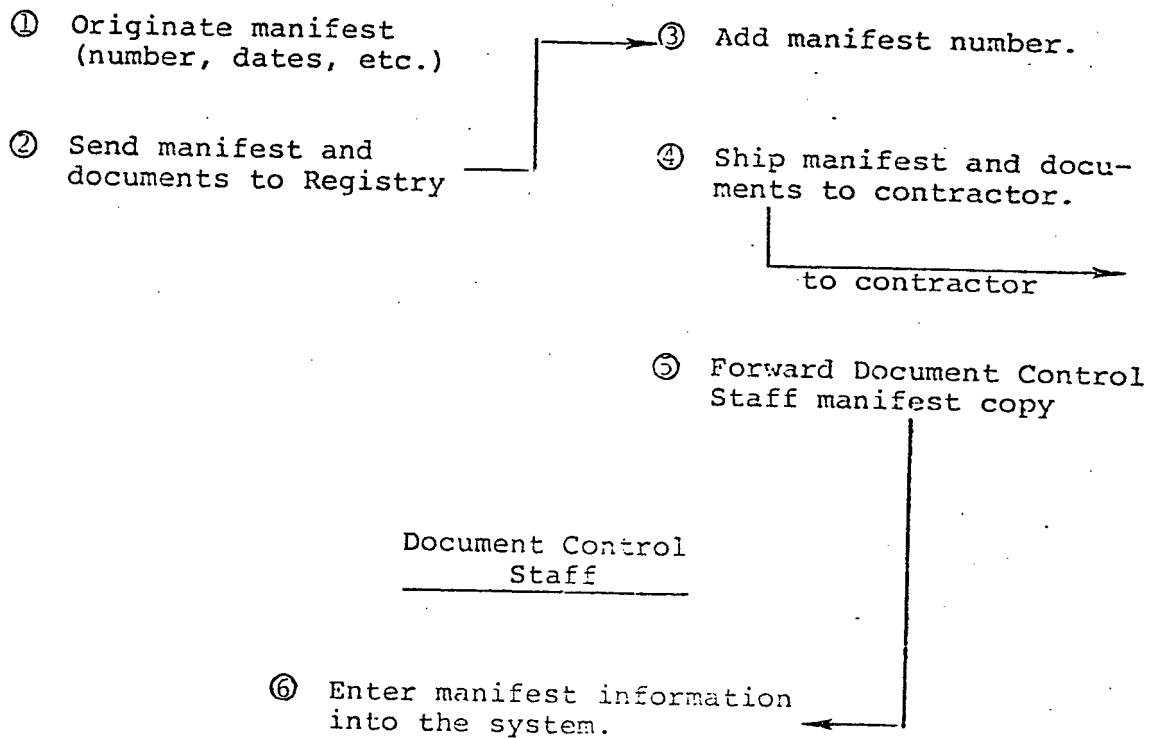 ① Originate manifest
(number, dates, etc.)
② Send manifest and
documents to Registry
③ Add manifest number.
④ Ship manifest and docu-
ments to contractor.
to contractor
⑤ Forward Document Control
Staff manifest copy
Document Control
Staff
⑥ Enter manifest information
into the system.